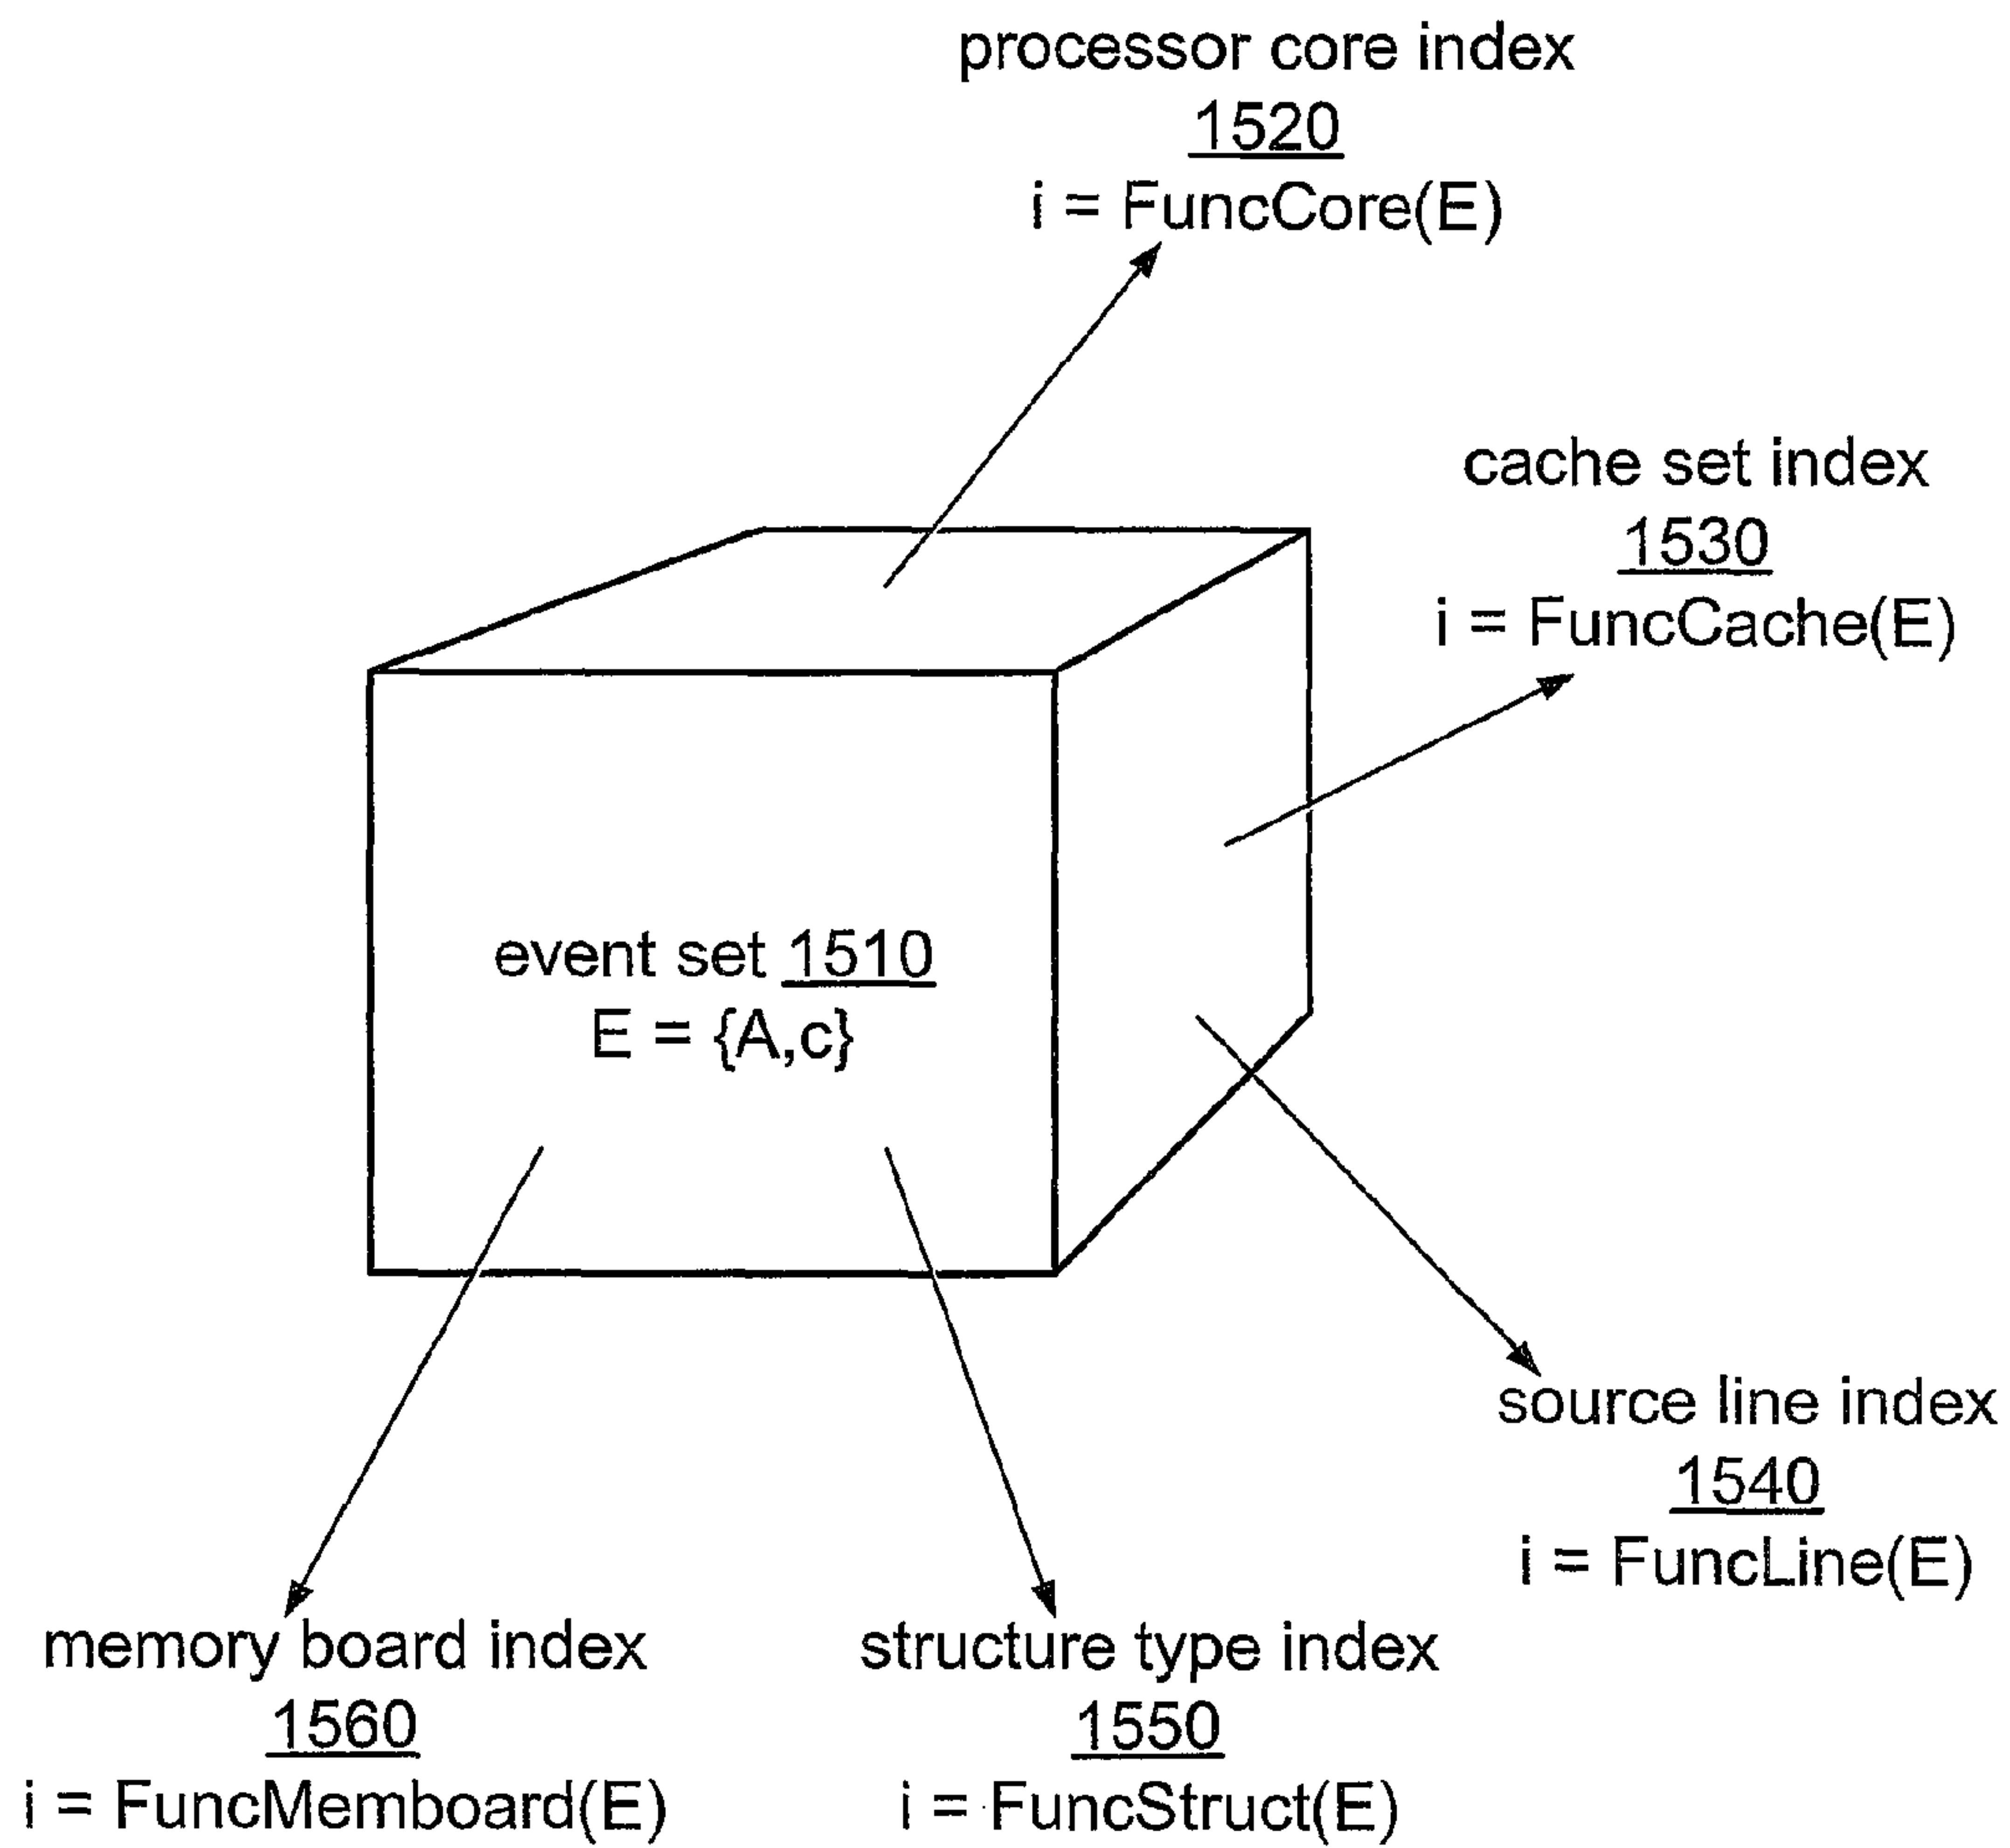 processor core index
1520
i = FuncCore(E)
cache set index
1530
i = FuncCache(E)
event set 1510
E = {A,c}
source line index
1540
i = FuncLine(E)
memory board index
1560
i = FuncMemboard(E)
structure type index
1550
i = FuncStruct(E)